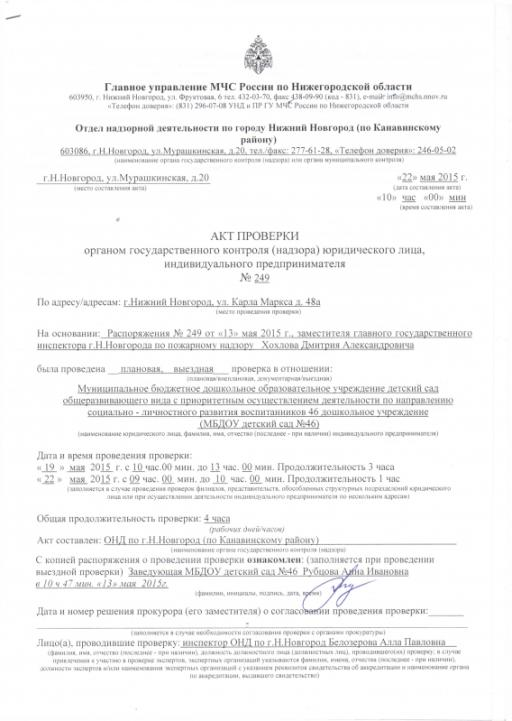 Главное управление МЧС России по Нижегородской области
603950, г. Нижний Новгород, ул. Фруктовая, 6 тел. 432-03-70, факс 438-09-90 (код - 831), e-mail: info@mchs.nnov.ru
«Телефон доверия»: (831) 296-07-08 УНД и ПР ГУ МЧС России по Нижегородской области
Отдел надзорной деятельности по городу Нижний Новгород (по Канавинскому
району)
603086, г.Н.Новгород, ул.Мурашкинская, д.20, тел./факс: 277-61-28, «Телефон доверия»: 246-05-02
(наименование органа государственного контроля (надзора) или органа муниципального контроля)
г.Н.Новгород, ул.Мурашкинская, д.20 «22» мая 2015 г.
(место составления акта) (дата составления акта)
«10» час «00» мин
(время составления акта)
АКТ ПРОВЕРКИ
органом государственного контроля (надзора) юридического лица,
индивидуального предпринимателя
№ 249
По адресу/адресам: г.Нижний Новгород, ул. Карла Маркса д. 48а
(место проведения проверки)
На основании: Распоряжения № 249 от «13» мая 2015 г., заместителя главного государственного
инспектора г.Н.Новгорода по пожарному надзору Хохлова Дмитрия Александровича
была проведена плановая, выездная проверка в отношении:
(плановая/внеплановая, документарная/выездная)
Муниципальное бюджетное дошкольное образовательное учреждение детский сад
общеразвивающего вида с приоритетным осуществлением деятельности по направлению
социально - личностного развития воспитанников 46 дошкольное учреждение
(МБДОУ детский сад №46)
(наименование юридического лица, фамилия, имя, отчество (последнее - при наличии) индивидуального предпринимателя)
Дата и время проведения проверки:
«19 » мая 2015 г. с 10 час.00 мин. до 13 час. 00 мин. Продолжительность 3 часа
«22 » мая 2015 г. с 09 час. 00 мин. до 10 час. 00 мин. Продолжительность 1 час
(заполняется в случае проведения проверок филиалов, представительств, обособленных структурных подразделений юридического
лица или при осуществлении деятельности индивидуального предпринимателя по нескольким адресам)
Общая продолжительность проверки: 4 часа
(рабочих дней/часов)
Акт составлен: ОНД по г.Н.Новгород (по Канавинскому району)
(наименование органа государственного контроля (надзора)
С копией распоряжения о проведении проверки ознакомлен: (заполняется при проведении
выездной проверки) Заведующая МБДОУ детский сад №46 Рубцова Анна Ивановна
в 10 ч 47 мин. «13» мая 2015г.
(фамилии, инициалы, подпись, дата, время)
Дата и номер решения прокурора (его заместителя) о согласовании проведения проверки:
-
(заполняется в случае необходимости согласования проверки с органами прокуратуры)
Лицо(а), проводившие проверку: инспектор ОНД по г.Н.Новгород Белозерова Алла Павловна
(фамилия, имя, отчество (последнее - при наличии), должность должностного лица (должностных лиц), проводившего(их) проверку; в случае
привлечения к участию в проверке экспертов, экспертных организаций указываются фамилии, имена, отчества (последнее - при наличии),
должности экспертов и/или наименования экспертных организаций с указанием реквизитов свидетельства об аккредитации и наименование органа
по аккредитации, выдавшего свидетельство)